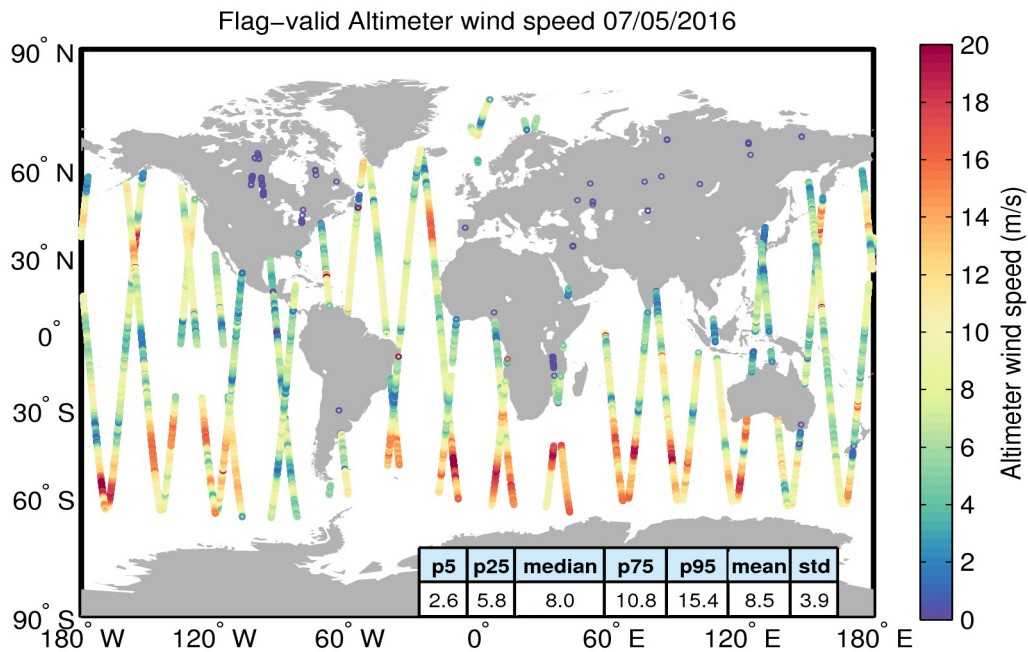 Flag−valid Altimeter wind speed 07/05/2016
90° N
60° N
30° N
0°
30° S
60° S
90° S
180° W
120° W
60° W
0°
60° E
120° E
180° E
p5 p25 median p75 p95 mean std
2.6 5.8 8.0 10.8 15.4 8.5 3.9
20
18
16
14
12
10
8
6
4
2
0
Altimeter wind speed (m/s)